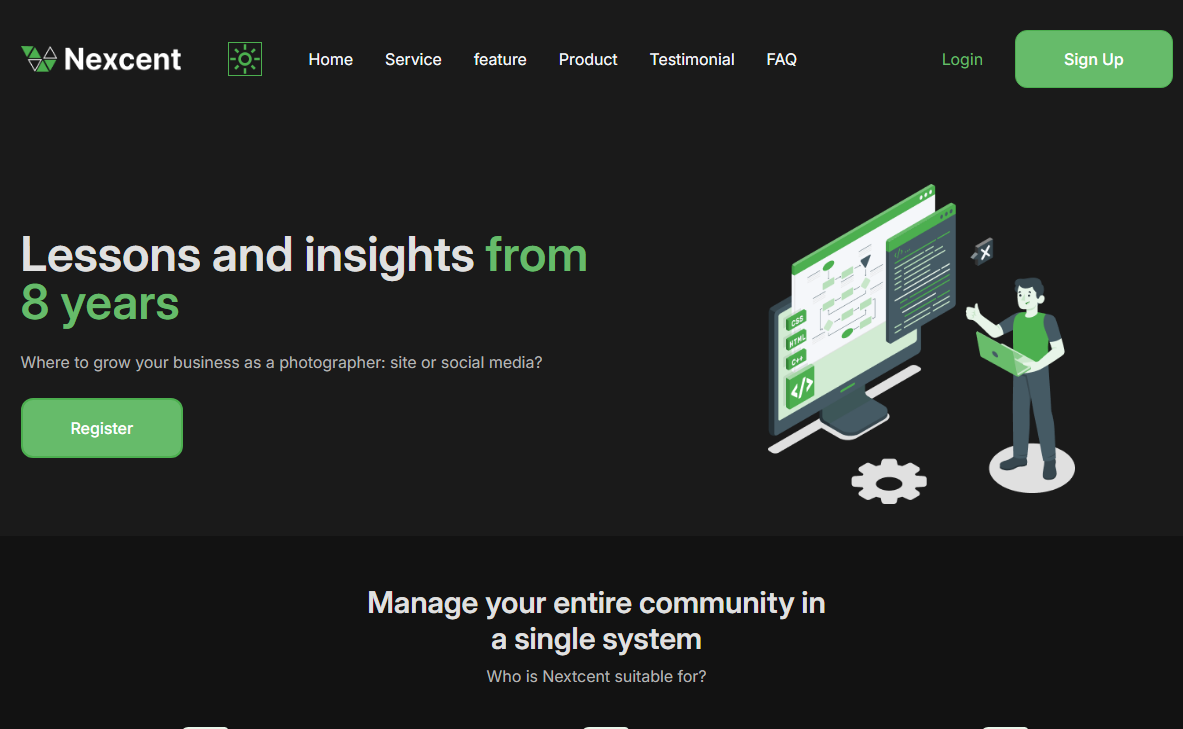 Nexcent
Home Service feature Product Testimonial FAQ
Login
Sign Up
Lessons and insights from
8 years
Where to grow your business as a photographer: site or social media?
Register
CSS
HTML
C++
</>
Manage your entire community in
a single system
Who is Nextcent suitable for?